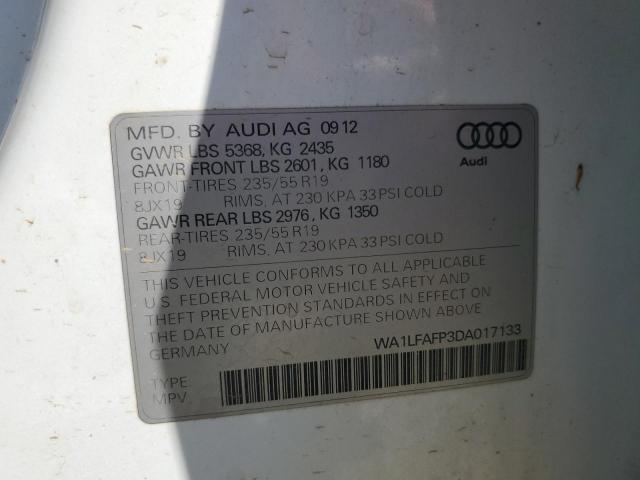 MFD. BY AUDI AG 09 12
GVWR LBS 5368, KG 2435
GAWR FRONT LBS 2601, KG 1180
FRONT-TIRES 235/55 R19
8JX19 RIMS, AT 230 KPA 33 PSI COLD
GAWR REAR LBS 2976, KG 1350
REAR-TIRES 235/55 R19
8JX19 RIMS, AT 230 KPA 33 PSI COLD
Audi
THIS VEHICLE CONFORMS TO ALL APPLICABLE
U.S. FEDERAL MOTOR VEHICLE SAFETY AND
THEFT PREVENTION STANDARDS IN EFFECT ON
THE DATE OF MANUFACTURE SHOWN ABOVE
GERMANY
WA1LFAFP3DA017133
TYPE:
MPV